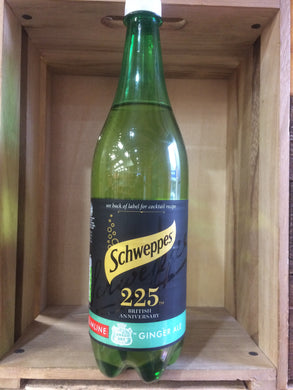 see back of label for cocktail recipe
Schweppes
225
BRITISH
ANNIVERSARY
GINGER ALE